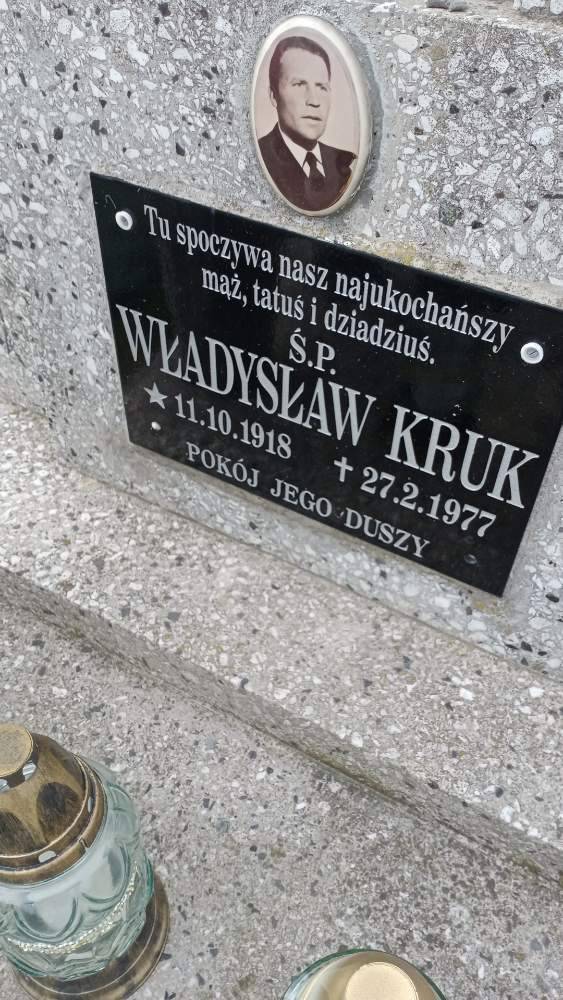 Tu spoczywa nasz najukochańszy
mąż, tatuś i dziadziuś.
Ś.P.
WŁADYSŁAW KRUK
★ 11.10.1918 ✝ 27.2.1977
POKÓJ JEGO DUSZY